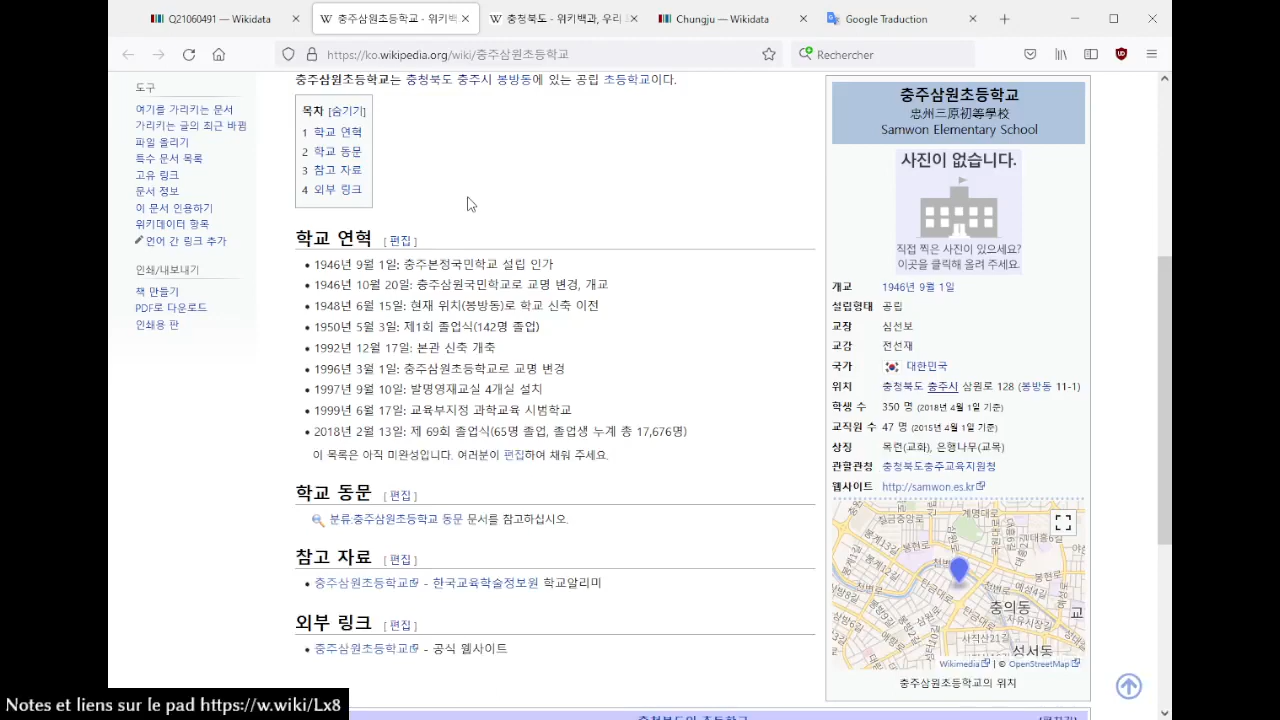 Q21060491 — Wikidata
충주삼원초등학교 - 위키백
충청북도 - 위키백과, 우리
Chungju — Wikidata
Google Traduction
https://ko.wikipedia.org/wiki/충주삼원초등학교
Rechercher
도구
여기를 가리키는 문서
가리키는 글의 최근 바뀜
파일 올리기
특수 문서 목록
고유 링크
문서 정보
이 문서 인용하기
위키데이터 항목
언어 간 링크 추가
인쇄/내보내기
책 만들기
PDF로 다운로드
인쇄용 판
충주삼원초등학교는 충청북도 충주시 봉방동에 있는 공립 초등학교이다.
목차 [숨기기]
1 학교 연혁
2 학교 동문
3 참고 자료
4 외부 링크
학교 연혁 [편집]
1946년 9월 1일: 충주본정국민학교 설립 인가
1946년 10월 20일: 충주삼원국민학교로 교명 변경, 개교
1948년 6월 15일: 현재 위치(봉방동)로 학교 신축 이전
1950년 5월 3일: 제1회 졸업식(142명 졸업)
1992년 12월 17일: 본관 신축 개축
1996년 3월 1일: 충주삼원초등학교로 교명 변경
1997년 9월 10일: 발명영재교실 4개실 설치
1999년 6월 17일: 교육부지정 과학교육 시범학교
2018년 2월 13일: 제 69회 졸업식(65명 졸업, 졸업생 누계 총 17,676명)
이 목록은 아직 미완성입니다. 여러분이 편집하여 채워 주세요.
학교 동문 [편집]
분류:충주삼원초등학교 동문 문서를 참고하십시오.
참고 자료 [편집]
충주삼원초등학교 - 한국교육학술정보원 학교알리미
외부 링크 [편집]
충주삼원초등학교 - 공식 웹사이트
충주삼원초등학교
忠州三原初等學校
Samwon Elementary School
사진이 없습니다.
직접 찍은 사진이 있으세요?
이곳을 클릭해 올려 주세요.
개교 1946년 9월 1일
설립형태 공립
교장 심선보
교감 전선재
국가 대한민국
위치 충청북도 충주시 삼원로 128 (봉방동 11-1)
학생 수 350 명 (2018년 4월 1일 기준)
교직원 수 47 명 (2015년 4월 1일 기준)
상징 목련(교화), 은행나무(교목)
관할관청 충청북도충주교육지원청
웹사이트 http://samwon.es.kr
계명대로
봉현로
충의동
성서동
사직산21길
Wikimedia | © OpenStreetMap
충주삼원초등학교의 위치
Notes et liens sur le pad https://w.wiki/Lx8